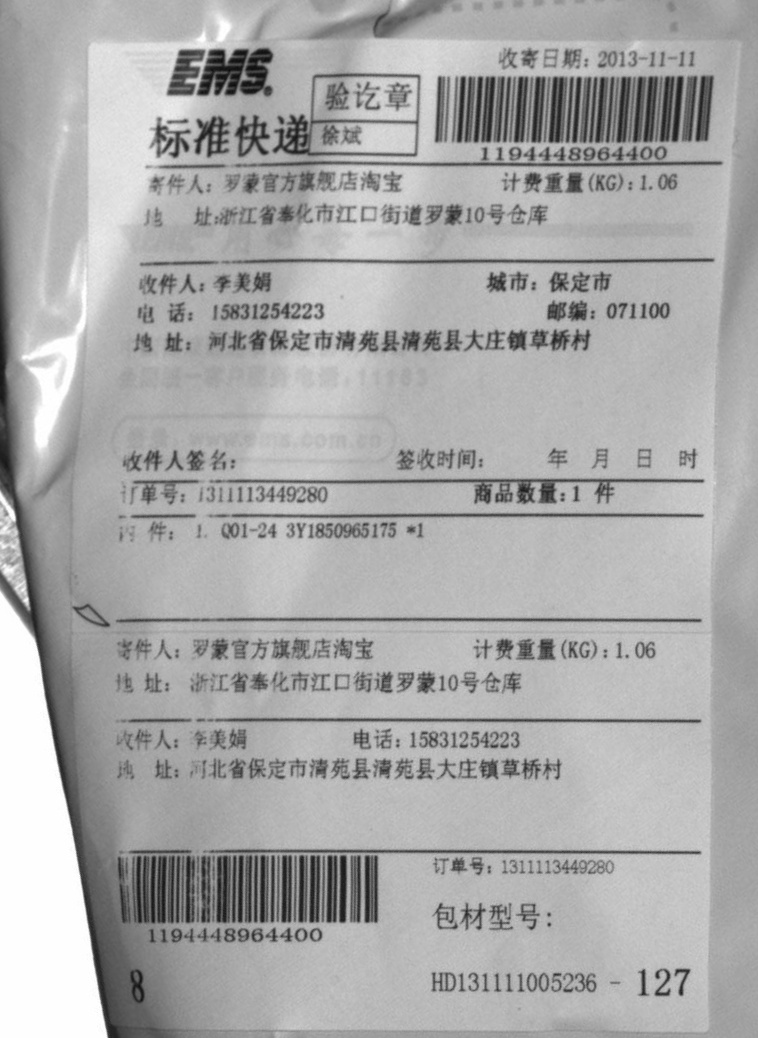 EMS
收寄日期: 2013-11-11
验讫章
标准快递
徐斌
1194448964400
寄件人: 罗蒙官方旗舰店淘宝 计费重量(KG): 1.06
地 址:浙江省奉化市江口街道罗蒙10号仓库
收件人: 李美娟 城市: 保定市
电 话: 15831254223 邮编: 071100
地 址: 河北省保定市清苑县清苑县大庄镇草桥村
www.ems.com.cn
收件人签名: 签收时间: 年 月 日 时
订单号: 1311113449280 商品数量:1 件
内 件: 1. Q01-24 3Y1850965175 *1
寄件人: 罗蒙官方旗舰店淘宝 计费重量(KG): 1.06
地 址: 浙江省奉化市江口街道罗蒙10号仓库
收件人: 李美娟 电话: 15831254223
地 址: 河北省保定市清苑县清苑县大庄镇草桥村
订单号: 1311113449280
包材型号:
1194448964400
8
HD131111005236 - 127